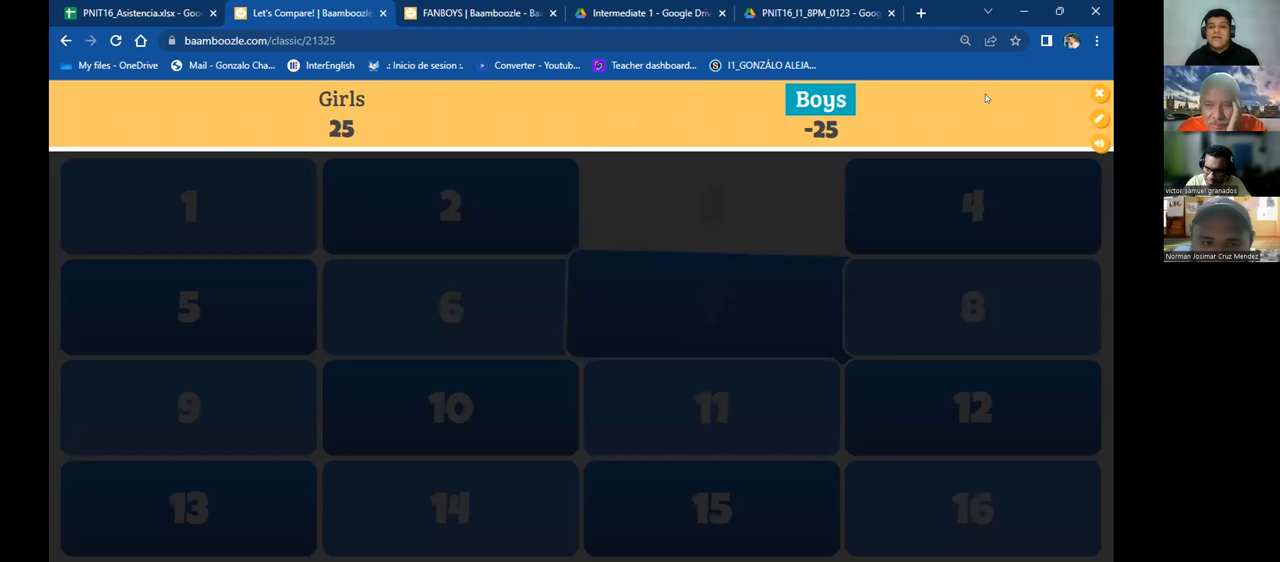 PNIT16_Asistencia.xlsx - Goo
Let's Compare! | Baamboozle
FANBOYS | Baamboozle - Ba
Intermediate 1 - Google Driv
PNIT16_I1_8PM_0123 - Goog
baamboozle.com/classic/21325
My files - OneDrive
Mail - Gonzalo Cha...
InterEnglish
.: Inicio de sesion :.
Converter - Youtub...
Teacher dashboard...
I1_GONZÁLO ALEJA...
Girls
Boys
25
-25
1
2
3
4
5
6
7
8
9
10
11
12
13
14
15
16
victor samuel granados
Norman Josimar Cruz Mendez